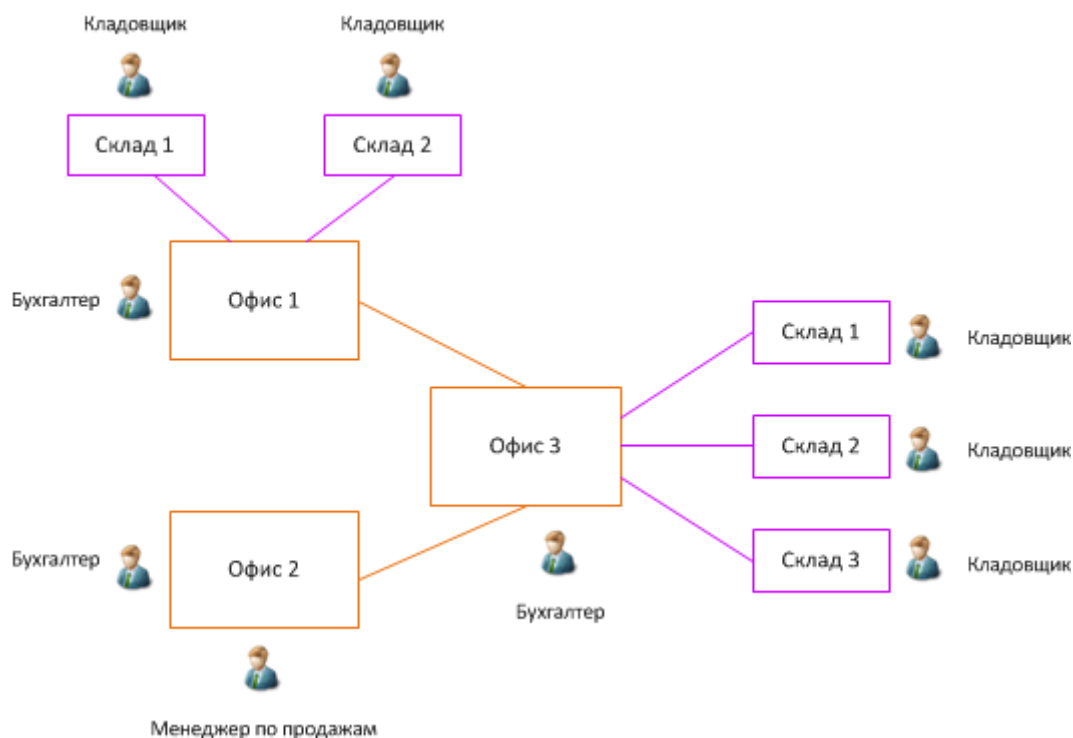 Кладовщик
Кладовщик
Склад 1
Склад 2
Бухгалтер
Офис 1
Склад 1
Кладовщик
Офис 3
Склад 2
Кладовщик
Бухгалтер
Офис 2
Склад 3
Кладовщик
Бухгалтер
Менеджер по продажам